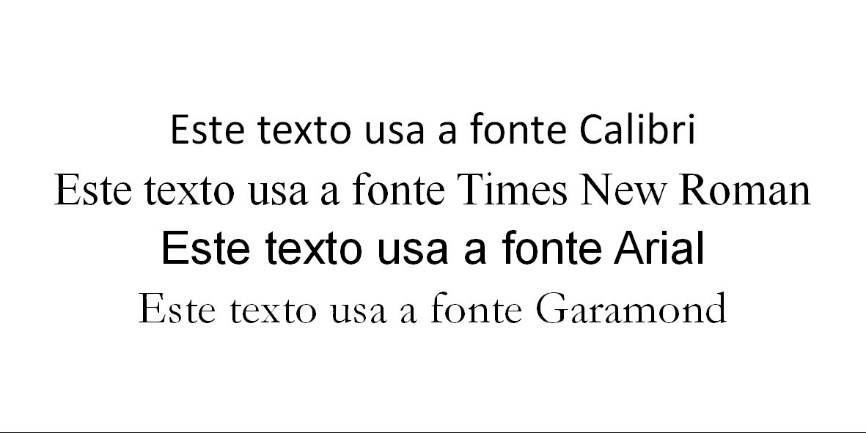 Este texto usa a fonte Calibri
Este texto usa a fonte Times New Roman
Este texto usa a fonte Arial
Este texto usa a fonte Garamond